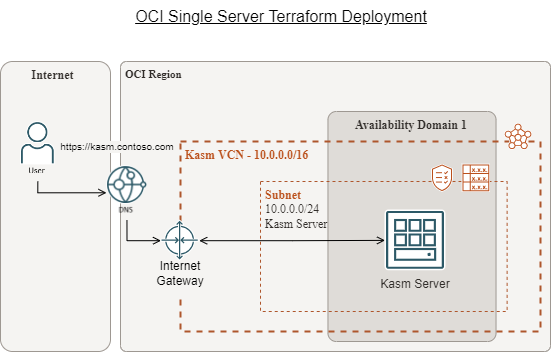 OCI Single Server Terraform Deployment
Internet
OCI Region
Availability Domain 1
https://kasm.contoso.com
Kasm VCN - 10.0.0.0/16
User
X.X.X.
X.X.X.
X.X.X.
Subnet
10.0.0.0/24
Kasm Server
DNS
Internet
Gateway
Kasm Server